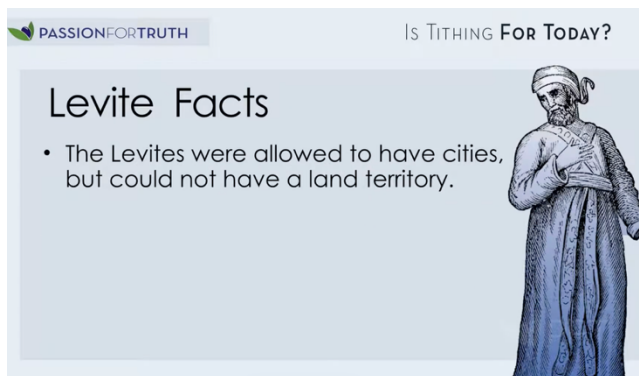 PASSIONFORTRUTH
IS TITHING FOR TODAY?
Levite Facts
• The Levites were allowed to have cities,
but could not have a land territory.